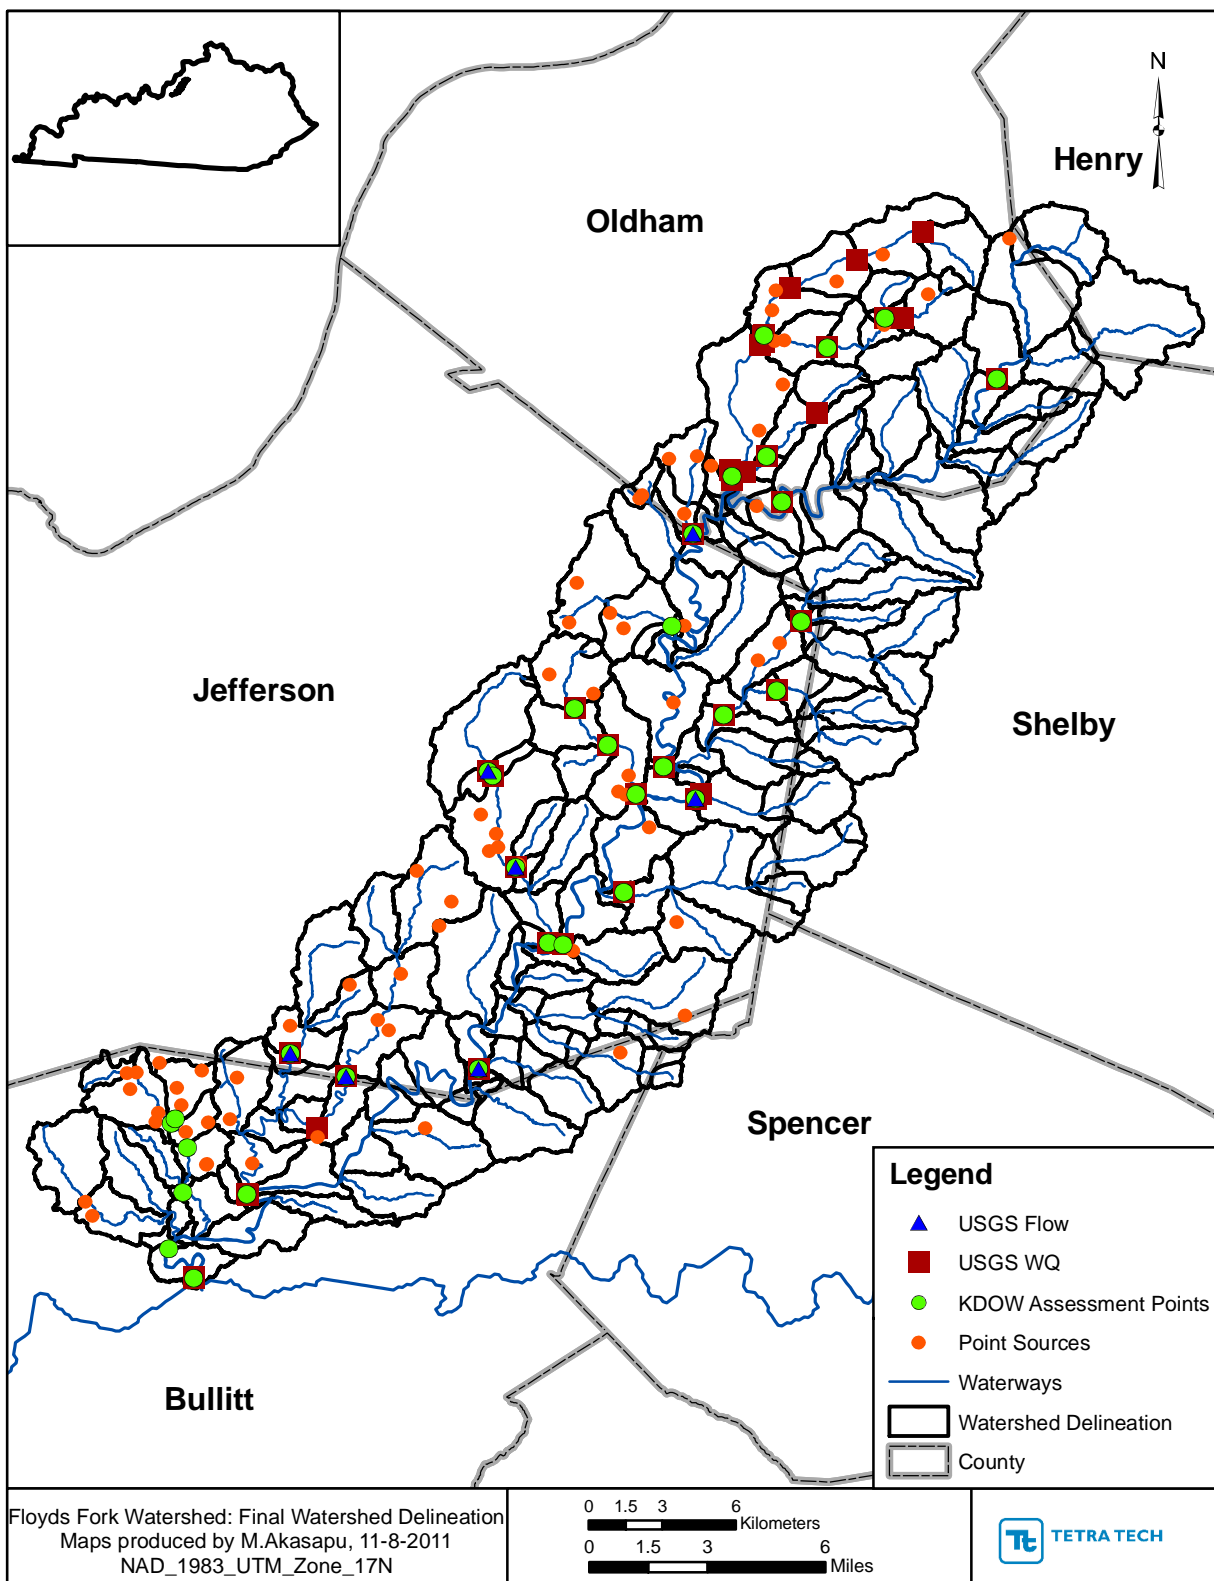 N
Henry
Oldham
Jefferson
Shelby
Spencer
Bullitt
Legend
USGS Flow
USGS WQ
KDOW Assessment Points
Point Sources
Waterways
Watershed Delineation
County
Floyds Fork Watershed: Final Watershed Delineation
Maps produced by M.Akasapu, 11-8-2011
NAD_1983_UTM_Zone_17N
0 1.5 3 6
Kilometers
0 1.5 3 6
Miles
Tt TETRA TECH